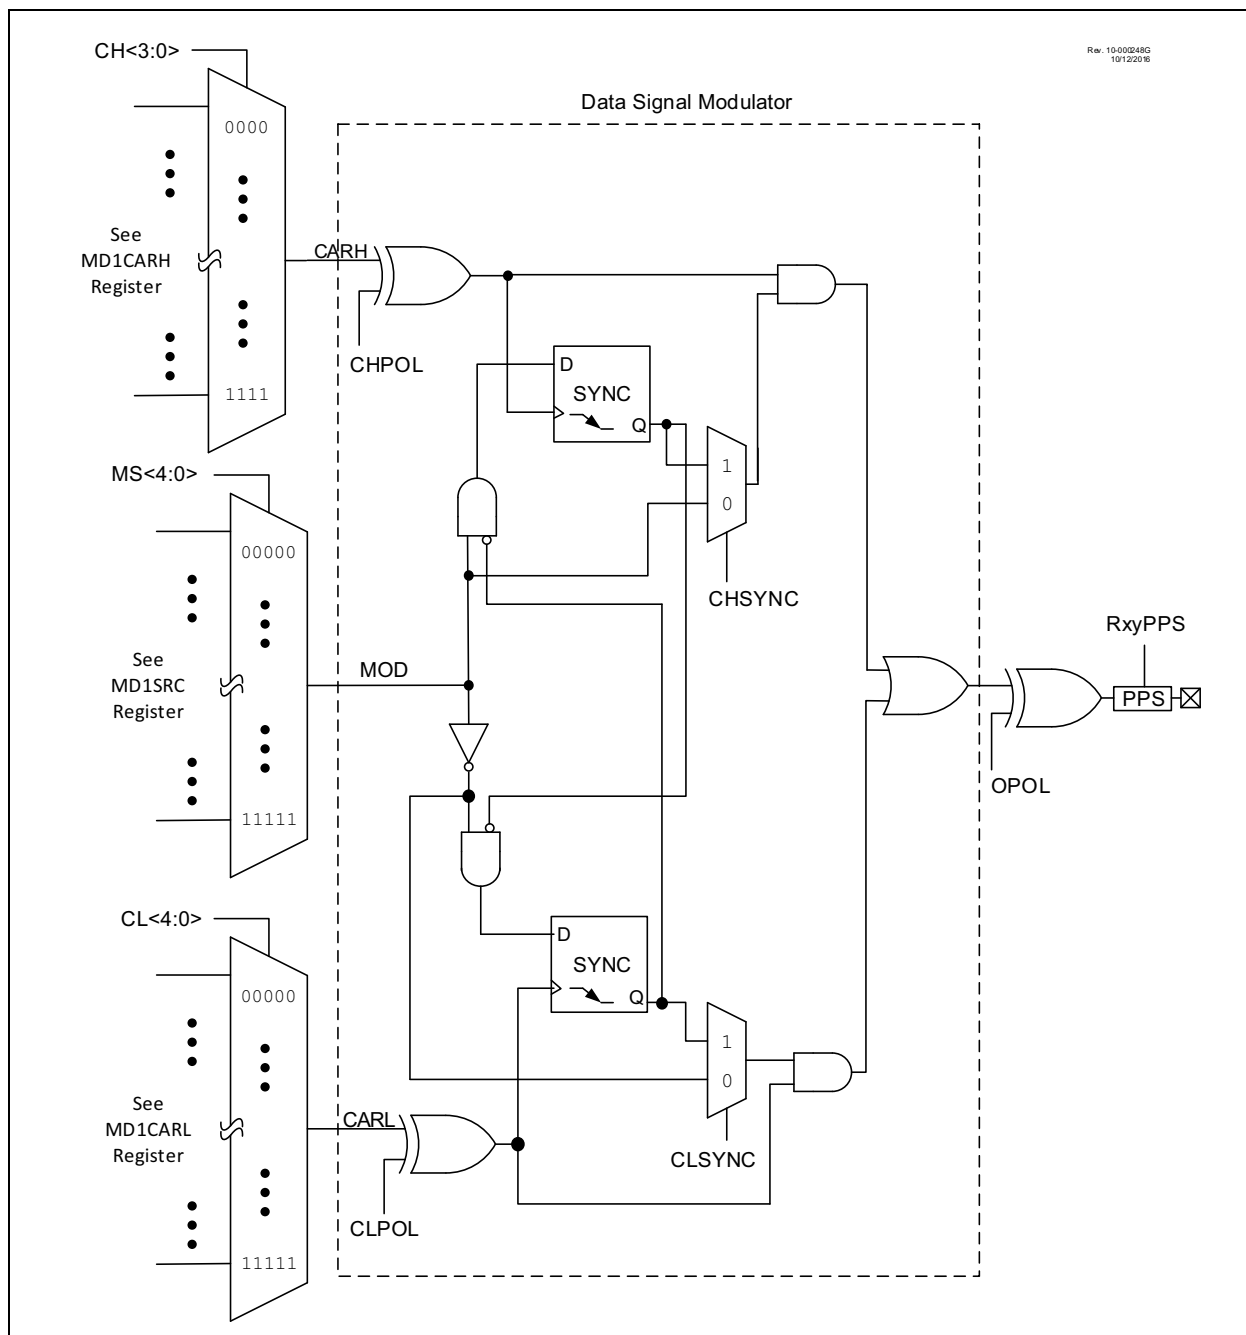 CH<3:0>
Rev. 10-000248G
10/12/2016
Data Signal Modulator
0000
See
MD1CARH
Register
CARH
CHPOL
D
SYNC
Q
1111
1
0
MS<4:0>
00000
CHSYNC
RxyPPS
See
MD1SRC
Register
MOD
PPS
OPOL
11111
CL<4:0>
D
SYNC
Q
00000
1
0
See
MD1CARL
Register
CARL
CLSYNC
CLPOL
11111